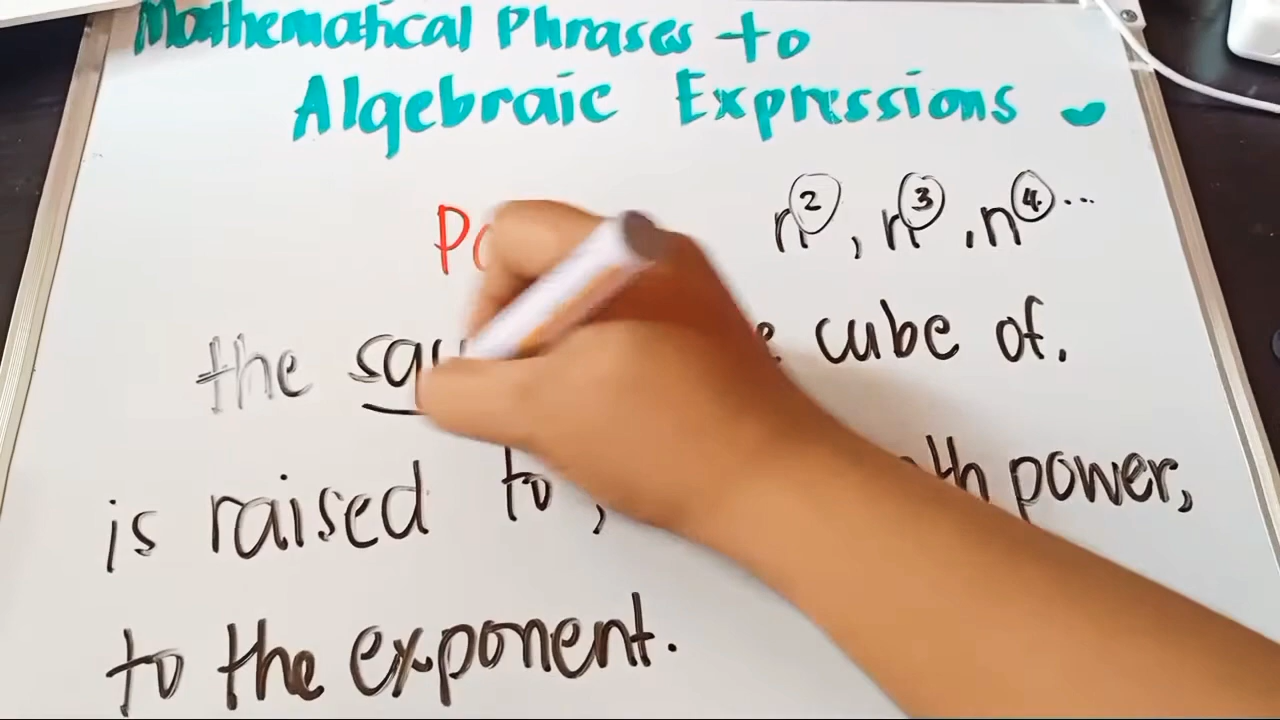 Mathematical Phrases to
Algebraic Expressions
n², n³, n⁴...
the cube of.
is raised to, power,
to the exponent.